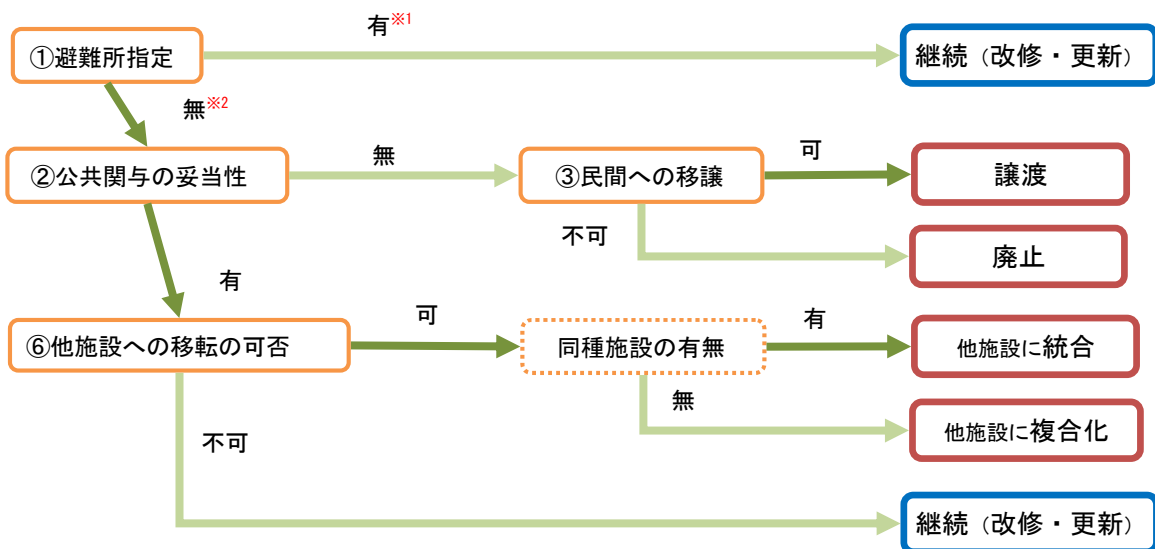 有※1
①避難所指定
継続（改修・更新）
無※2
②公共関与の妥当性
無
③民間への移譲
可
譲渡
不可
廃止
有
⑥他施設への移転の可否
可
同種施設の有無
有
他施設に統合
無
他施設に複合化
不可
継続（改修・更新）